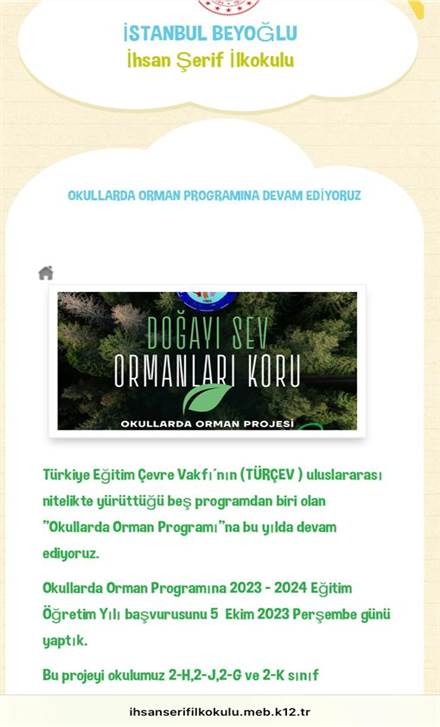 İSTANBUL BEYOĞLU
İhsan Şerif İlkokulu
OKULLARDA ORMAN PROGRAMINA DEVAM EDİYORUZ
DOĞAYI SEV
ORMANLARI KORU
OKULLARDA ORMAN PROJESİ
Türkiye Eğitim Çevre Vakfı'nın (TÜRÇEV ) uluslararası
nitelikte yürüttüğü beş programdan biri olan
"Okullarda Orman Programı"na bu yılda devam
ediyoruz.
Okullarda Orman Programına 2023 - 2024 Eğitim
Öğretim Yılı başvurusunu 5 Ekim 2023 Perşembe günü
yaptık.
Bu projeyi okulumuz 2-H,2-J,2-G ve 2-K sınıf
ihsanserifilkokulu.meb.k12.tr